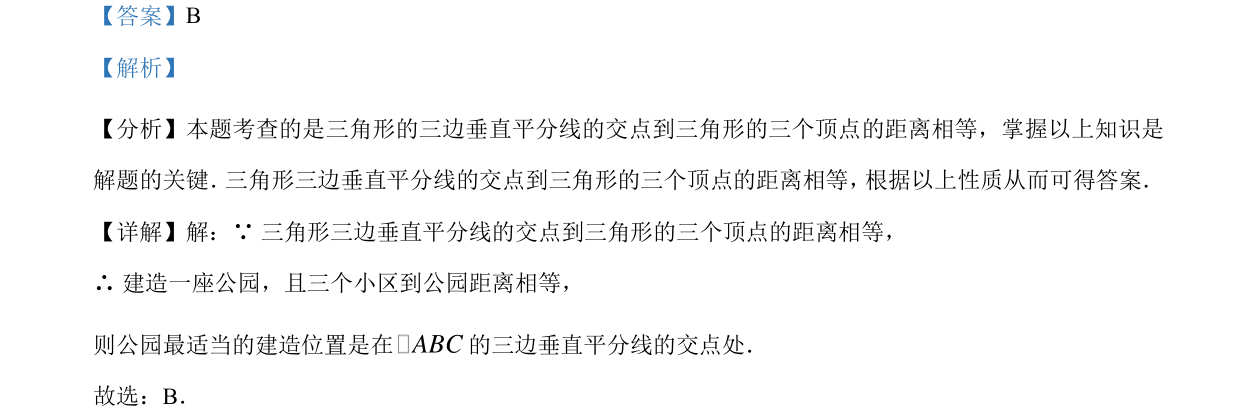 【答案】B
【解析】
【分析】本题考查的是三角形的三边垂直平分线的交点到三角形的三个顶点的距离相等，掌握以上知识是
解题的关键．三角形三边垂直平分线的交点到三角形的三个顶点的距离相等，根据以上性质从而可得答案．
【详解】解：∵ 三角形三边垂直平分线的交点到三角形的三个顶点的距离相等，
∴ 建造一座公园，且三个小区到公园距离相等，
则公园最适当的建造位置是在□ABC 的三边垂直平分线的交点处．
故选：B．